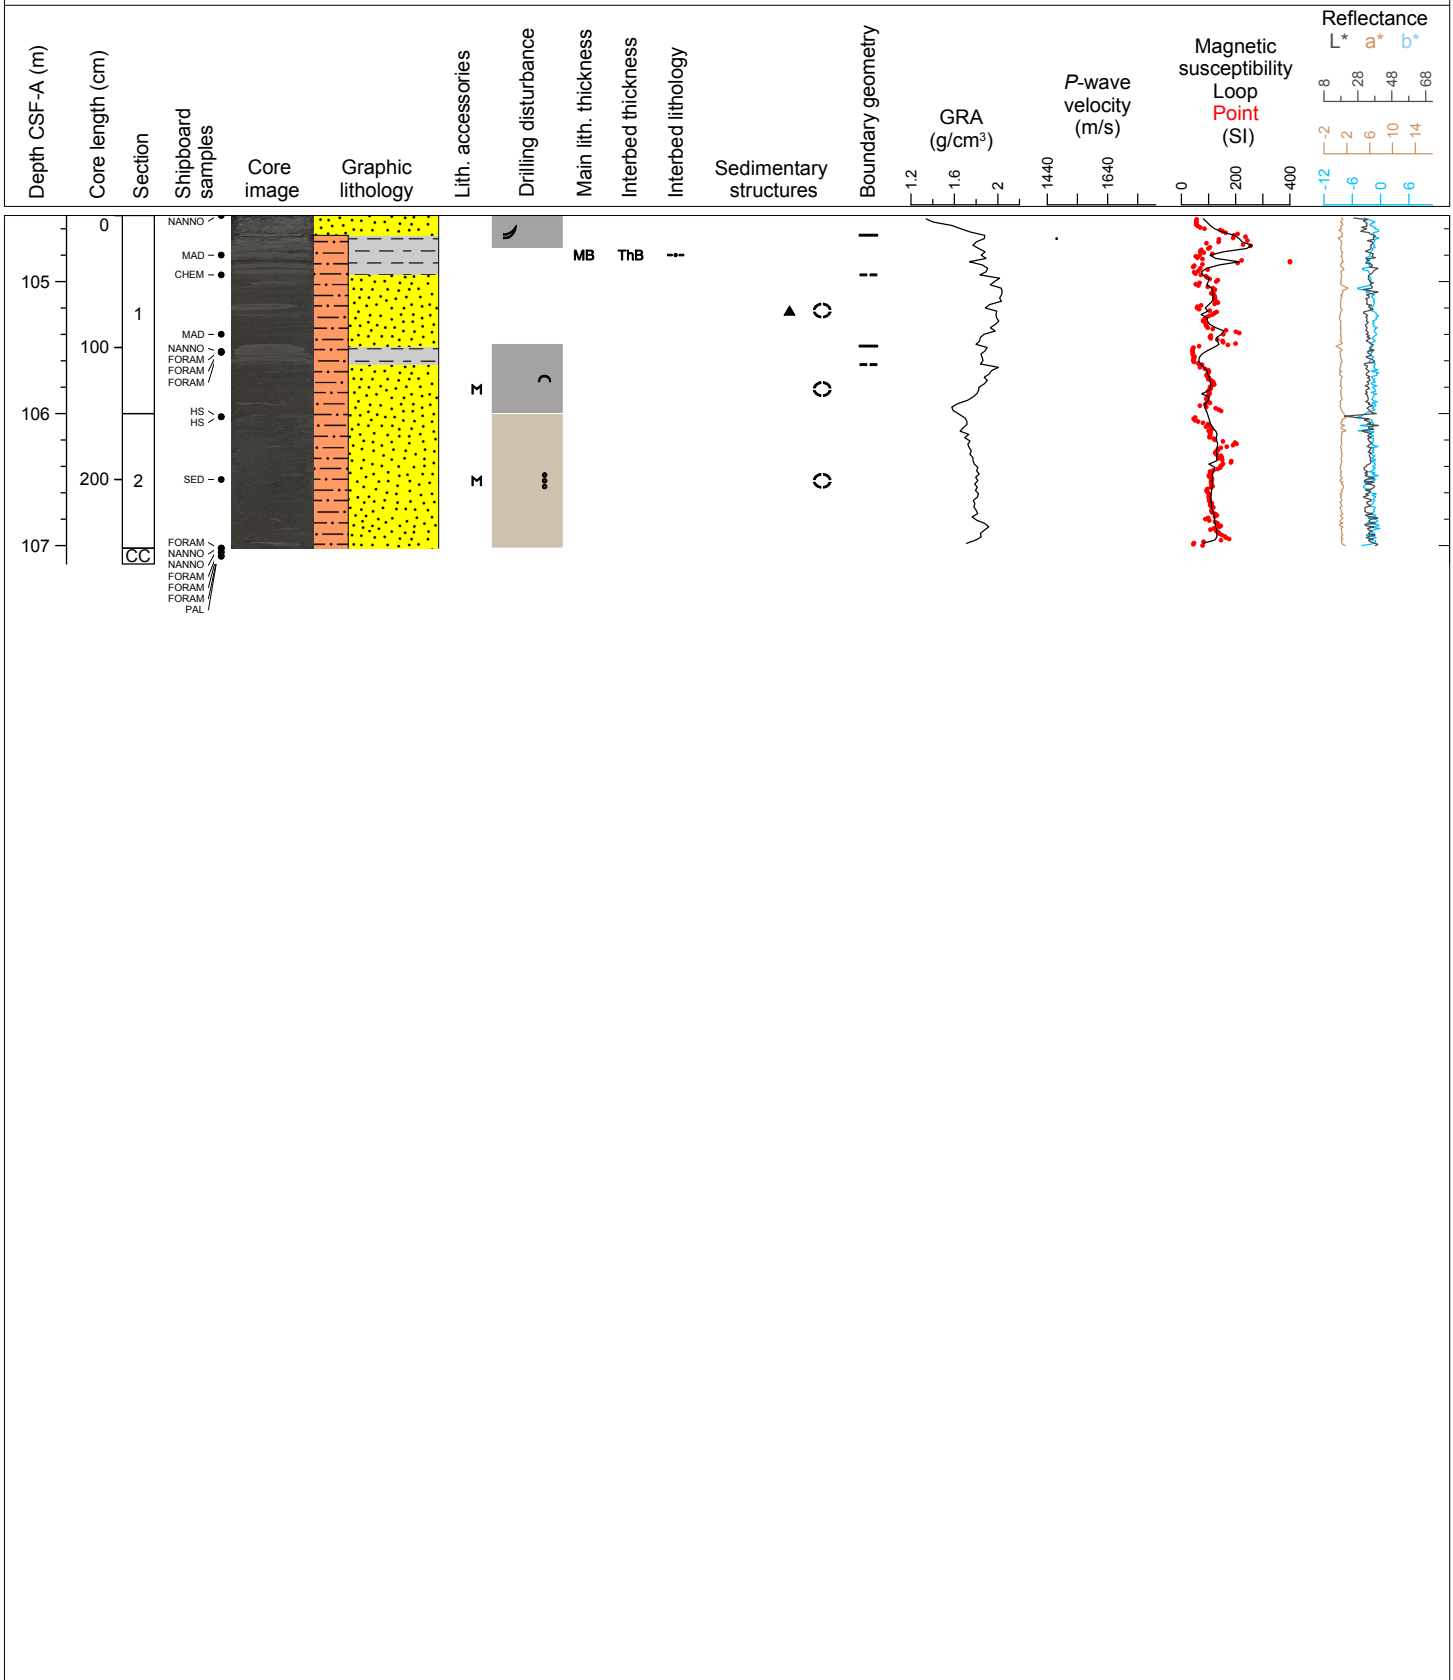 Depth CSF-A (m)
Core length (cm)
Section
Shipboard
samples
Core
image
Graphic
lithology
Lith. accessories
Drilling disturbance
Main lith. thickness
Interbed thickness
Interbed lithology
Sedimentary
structures
Boundary geometry
GRA
(g/cm³)
1.2
1.6
2
P-wave
velocity
(m/s)
1440
1640
Magnetic
susceptibility
Loop
Point
(SI)
0
200
400
Reflectance
L* a* b*
8
28
48
68
-2
2
6
10
14
-12
-6
0
6
0
NANNO
MAD
MB ThB
CHEM
105
1
MAD
100
NANNO
FORAM
FORAM
FORAM
M
106
HS
HS
200
2
SED
M
FORAM
107
CC
NANNO
NANNO
FORAM
FORAM
FORAM
PAL